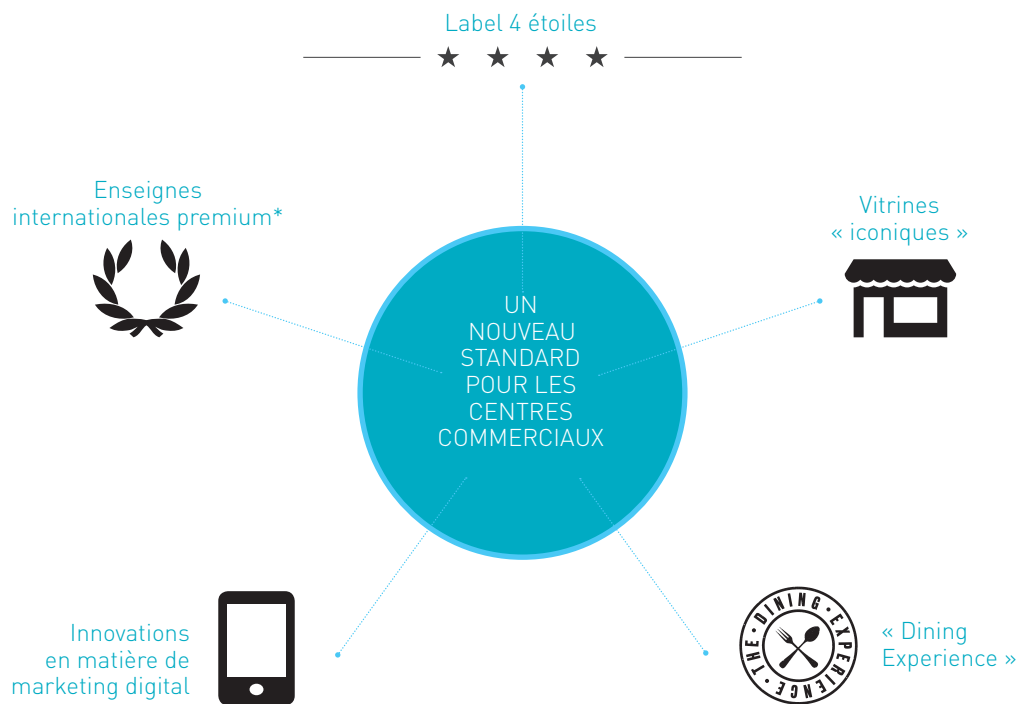 Label 4 étoiles
Enseignes
internationales premium*
Vitrines
« iconiques »
UN
NOUVEAU
STANDARD
POUR LES
CENTRES
COMMERCIAUX
Innovations
en matière de
marketing digital
THE · DINING · EXPERIENCE ·
« Dining
Experience »